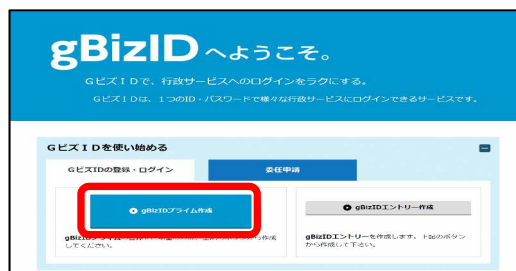 gBizIDへようこそ。
GビズIDで、行政サービスへのログインをラクにする。
GビズIDは、1つのID・パスワードで様々な行政サービスにログインできるサービスです。
GビズIDを使い始める
GビズIDの登録・ログイン
委任申請
gBizIDプライム作成
gBizIDエントリー作成
gBizIDエントリーを作成します。上記のボタン
してください。
から作成して下さい。